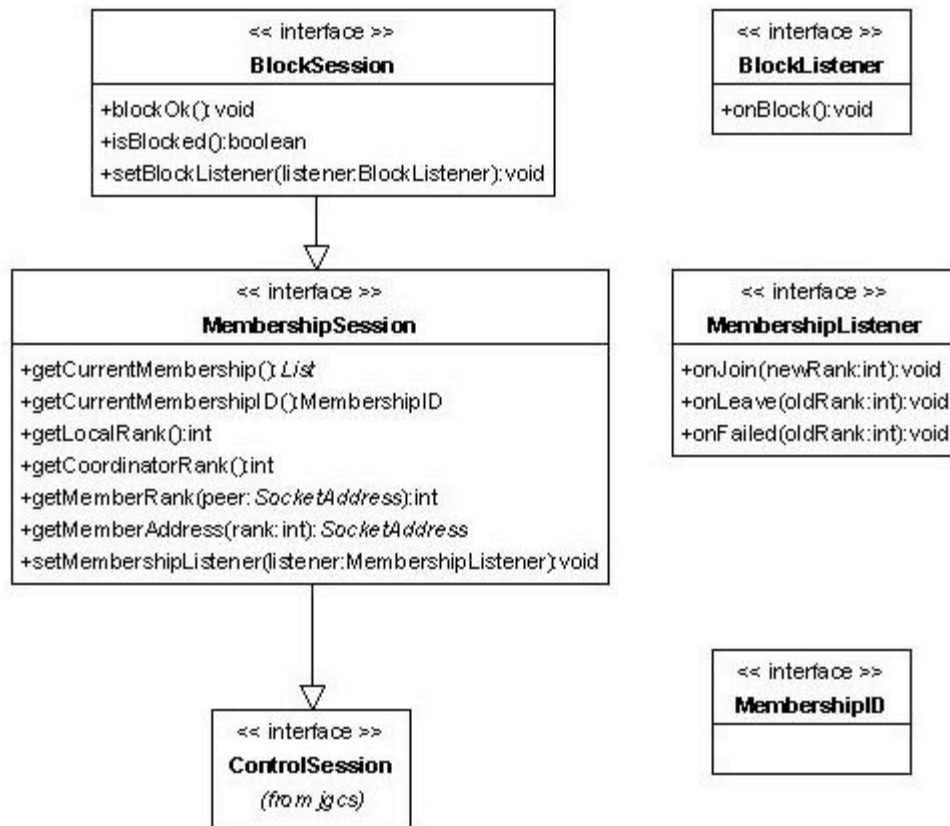 << interface >>
BlockSession
+blockOk():void
+isBlocked():boolean
+setBlockListener(listener:BlockListener):void
<< interface >>
BlockListener
+onBlock():void
<< interface >>
MembershipSession
+getCurrentMembership():List
+getCurrentMembershipID():MembershipID
+getLocalRank():int
+getCoordinatorRank():int
+getMemberRank(peer:SocketAddress):int
+getMemberAddress(rank:int):SocketAddress
+setMembershipListener(listener:MembershipListener):void
<< interface >>
MembershipListener
+onJoin(newRank:int):void
+onLeave(oldRank:int):void
+onFailed(oldRank:int):void
<< interface >>
ControlSession
(from jgcs)
<< interface >>
MembershipID